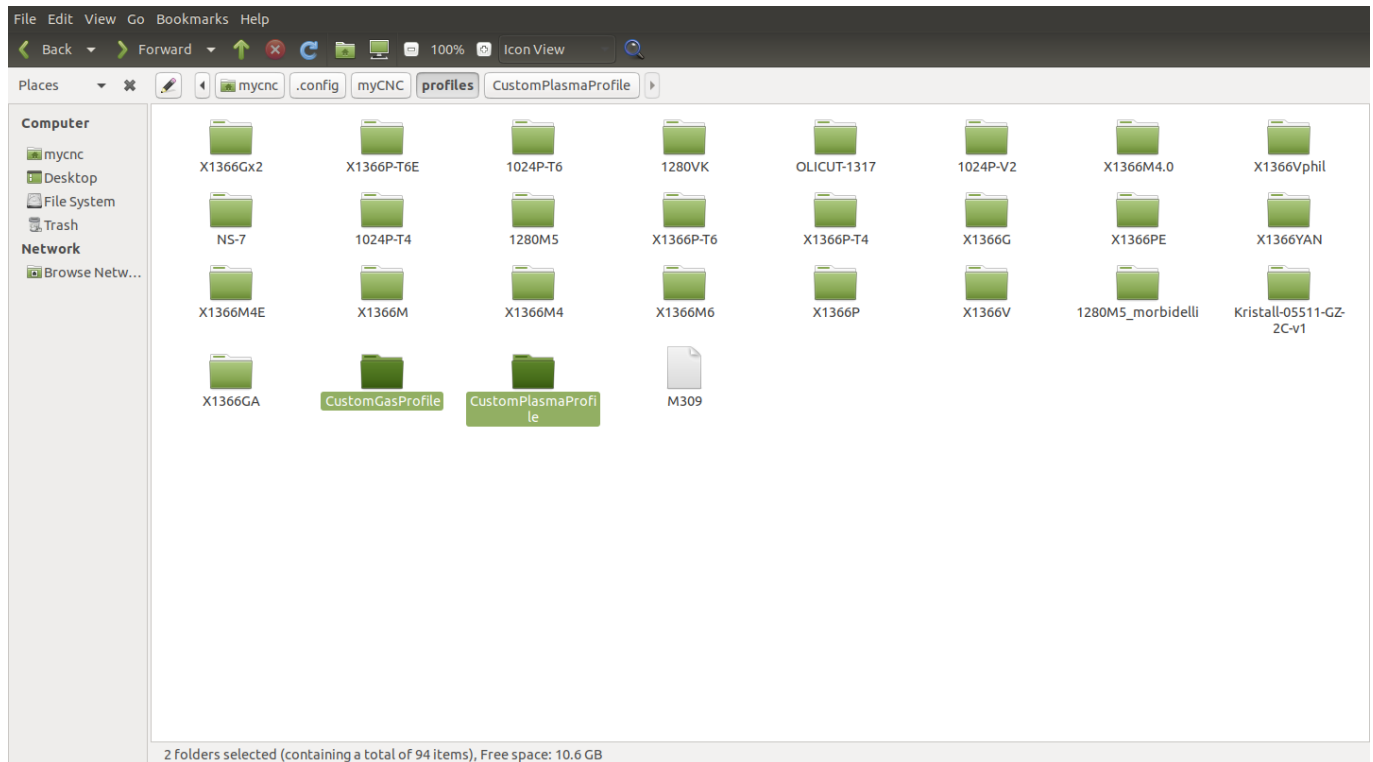 File Edit View Go Bookmarks Help
Back Forward 100% Icon View
Places mycnc .config myCNC profiles CustomPlasmaProfile
Computer
mycnc
Desktop
File System
Trash
Network
Browse Netw...
X1366Gx2 X1366P-T6E 1024P-T6 1280VK OLICUT-1317 1024P-V2 X1366M4.0 X1366Vphil
NS-7 1024P-T4 1280M5 X1366P-T6 X1366P-T4 X1366G X1366PE X1366YAN
X1366M4E X1366M X1366M4 X1366M6 X1366P X1366V 1280M5_morbidelli Kristall-05511-GZ-
2C-v1
X1366GA CustomGasProfile CustomPlasmaProfi M309
le
2 folders selected (containing a total of 94 items), Free space: 10.6 GB